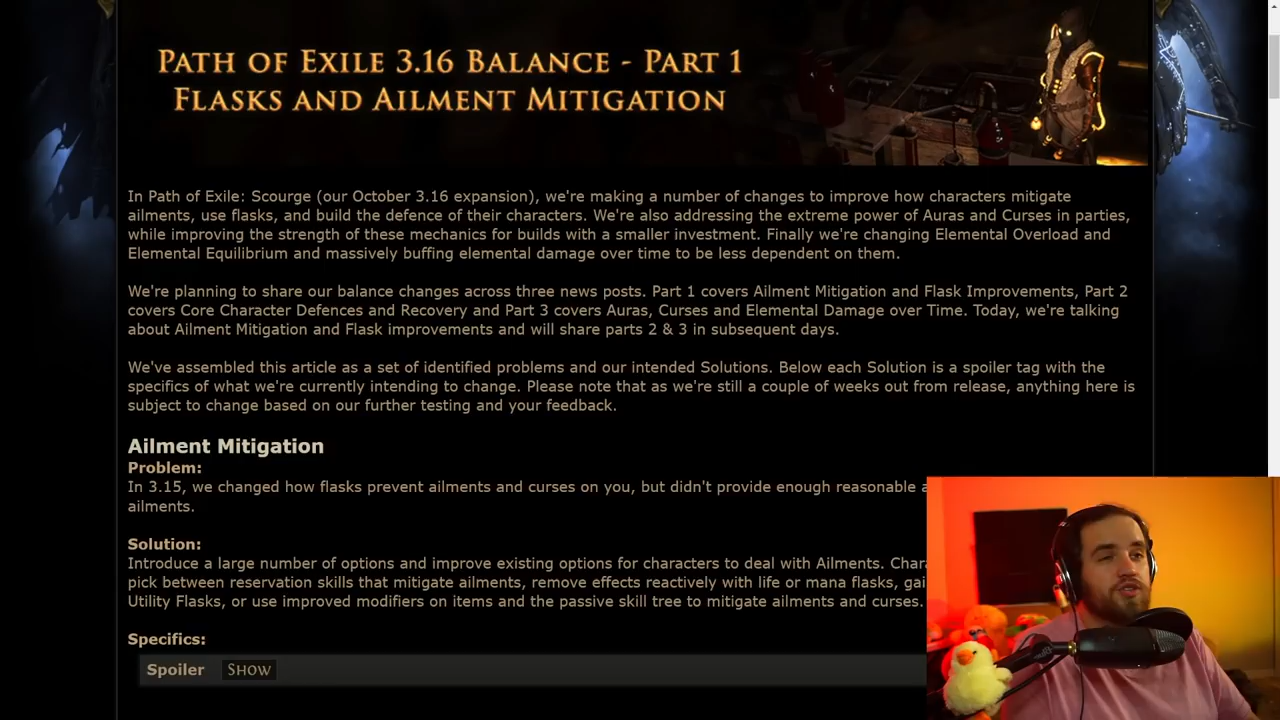 PATH OF EXILE 3.16 BALANCE - PART 1
FLASKS AND AILMENT MITIGATION
In Path of Exile: Scourge (our October 3.16 expansion), we're making a number of changes to improve how characters mitigate
ailments, use flasks, and build the defence of their characters. We're also addressing the extreme power of Auras and Curses in parties,
while improving the strength of these mechanics for builds with a smaller investment. Finally we're changing Elemental Overload and
Elemental Equilibrium and massively buffing elemental damage over time to be less dependent on them.
We're planning to share our balance changes across three news posts. Part 1 covers Ailment Mitigation and Flask Improvements, Part 2
covers Core Character Defences and Recovery and Part 3 covers Auras, Curses and Elemental Damage over Time. Today, we're talking
about Ailment Mitigation and Flask improvements and will share parts 2 & 3 in subsequent days.
We've assembled this article as a set of identified problems and our intended Solutions. Below each Solution is a spoiler tag with the
specifics of what we're currently intending to change. Please note that as we're still a couple of weeks out from release, anything here is
subject to change based on our further testing and your feedback.
Ailment Mitigation
Problem:
In 3.15, we changed how flasks prevent ailments and curses on you, but didn't provide enough reasonable
ailments.
Solution:
Introduce a large number of options and improve existing options for characters to deal with Ailments.
pick between reservation skills that mitigate ailments, remove effects reactively with life or mana flasks,
Utility Flasks, or use improved modifiers on items and the passive skill tree to mitigate ailments and curses.
Specifics:
Spoiler SHOW